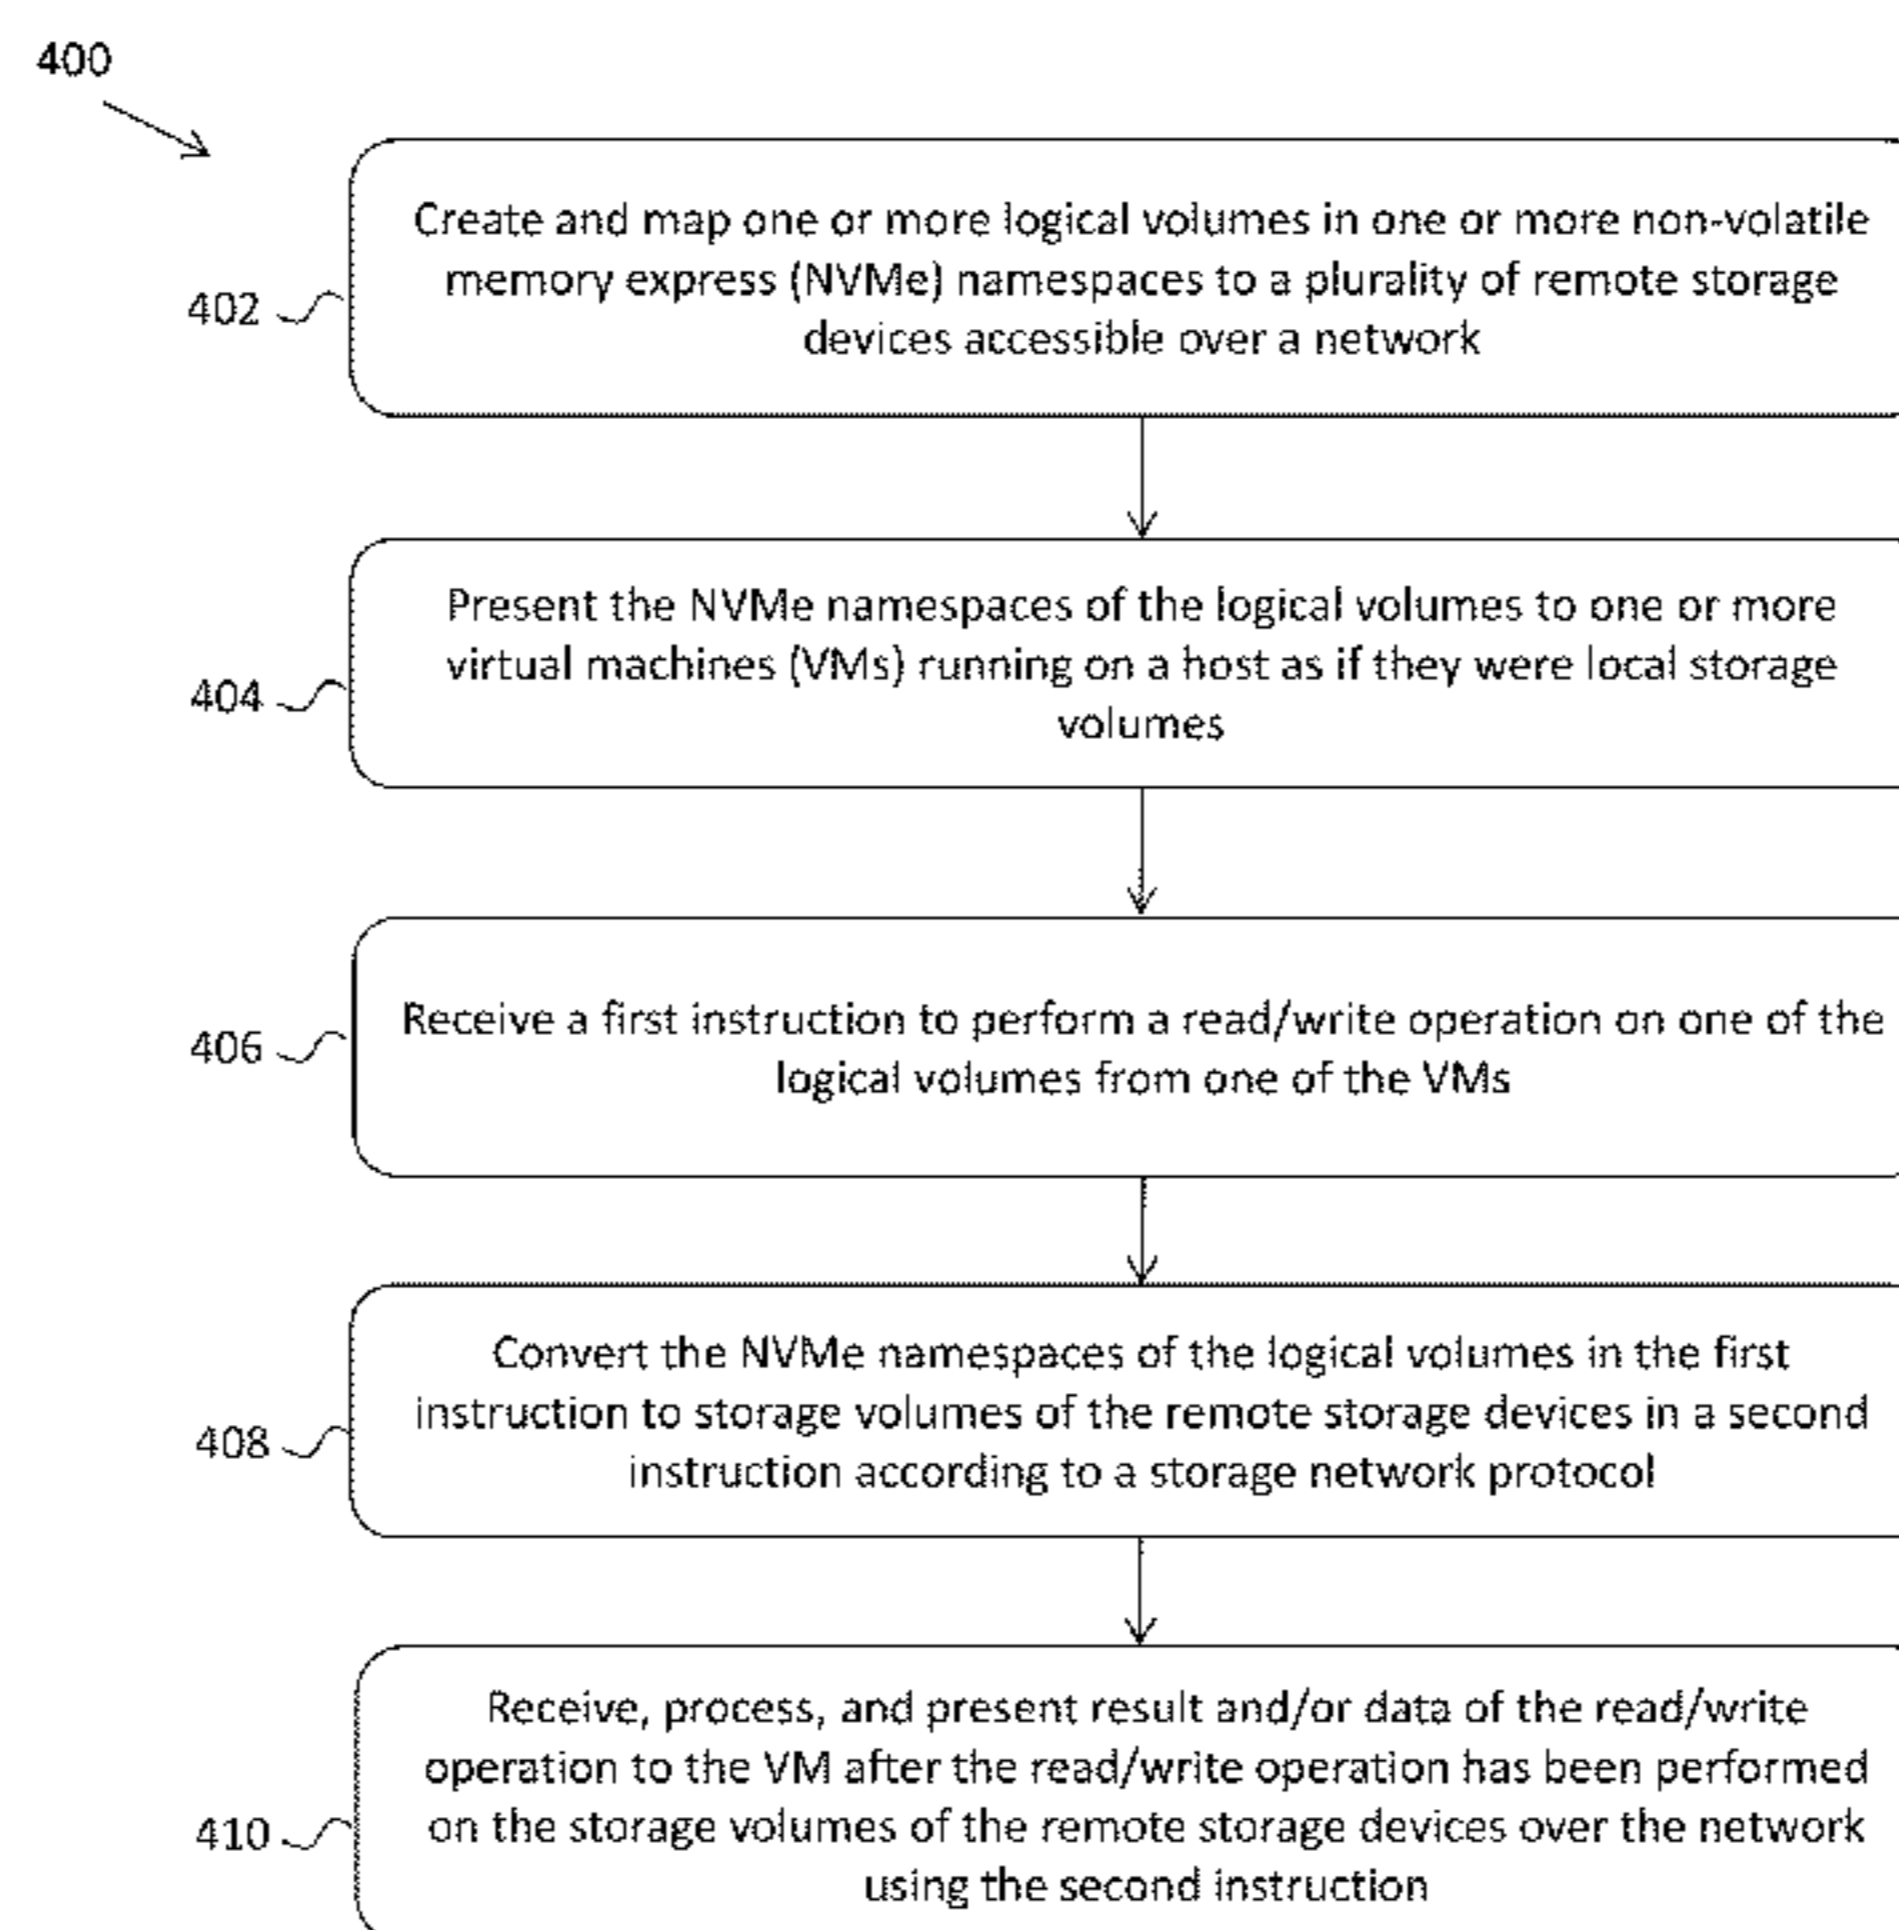 400
Create and map one or more logical volumes in one or more non-volatile
memory express (NVMe) namespaces to a plurality of remote storage
devices accessible over a network
402
Present the NVMe namespaces of the logical volumes to one or more
virtual machines (VMs) running on a host as if they were local storage
volumes
404
Receive a first instruction to perform a read/write operation on one of the
logical volumes from one of the VMs
406
Convert the NVMe namespaces of the logical volumes in the first
instruction to storage volumes of the remote storage devices in a second
instruction according to a storage network protocol
408
Receive, process, and present result and/or data of the read/write
operation to the VM after the read/write operation has been performed
on the storage volumes of the remote storage devices over the network
using the second instruction
410